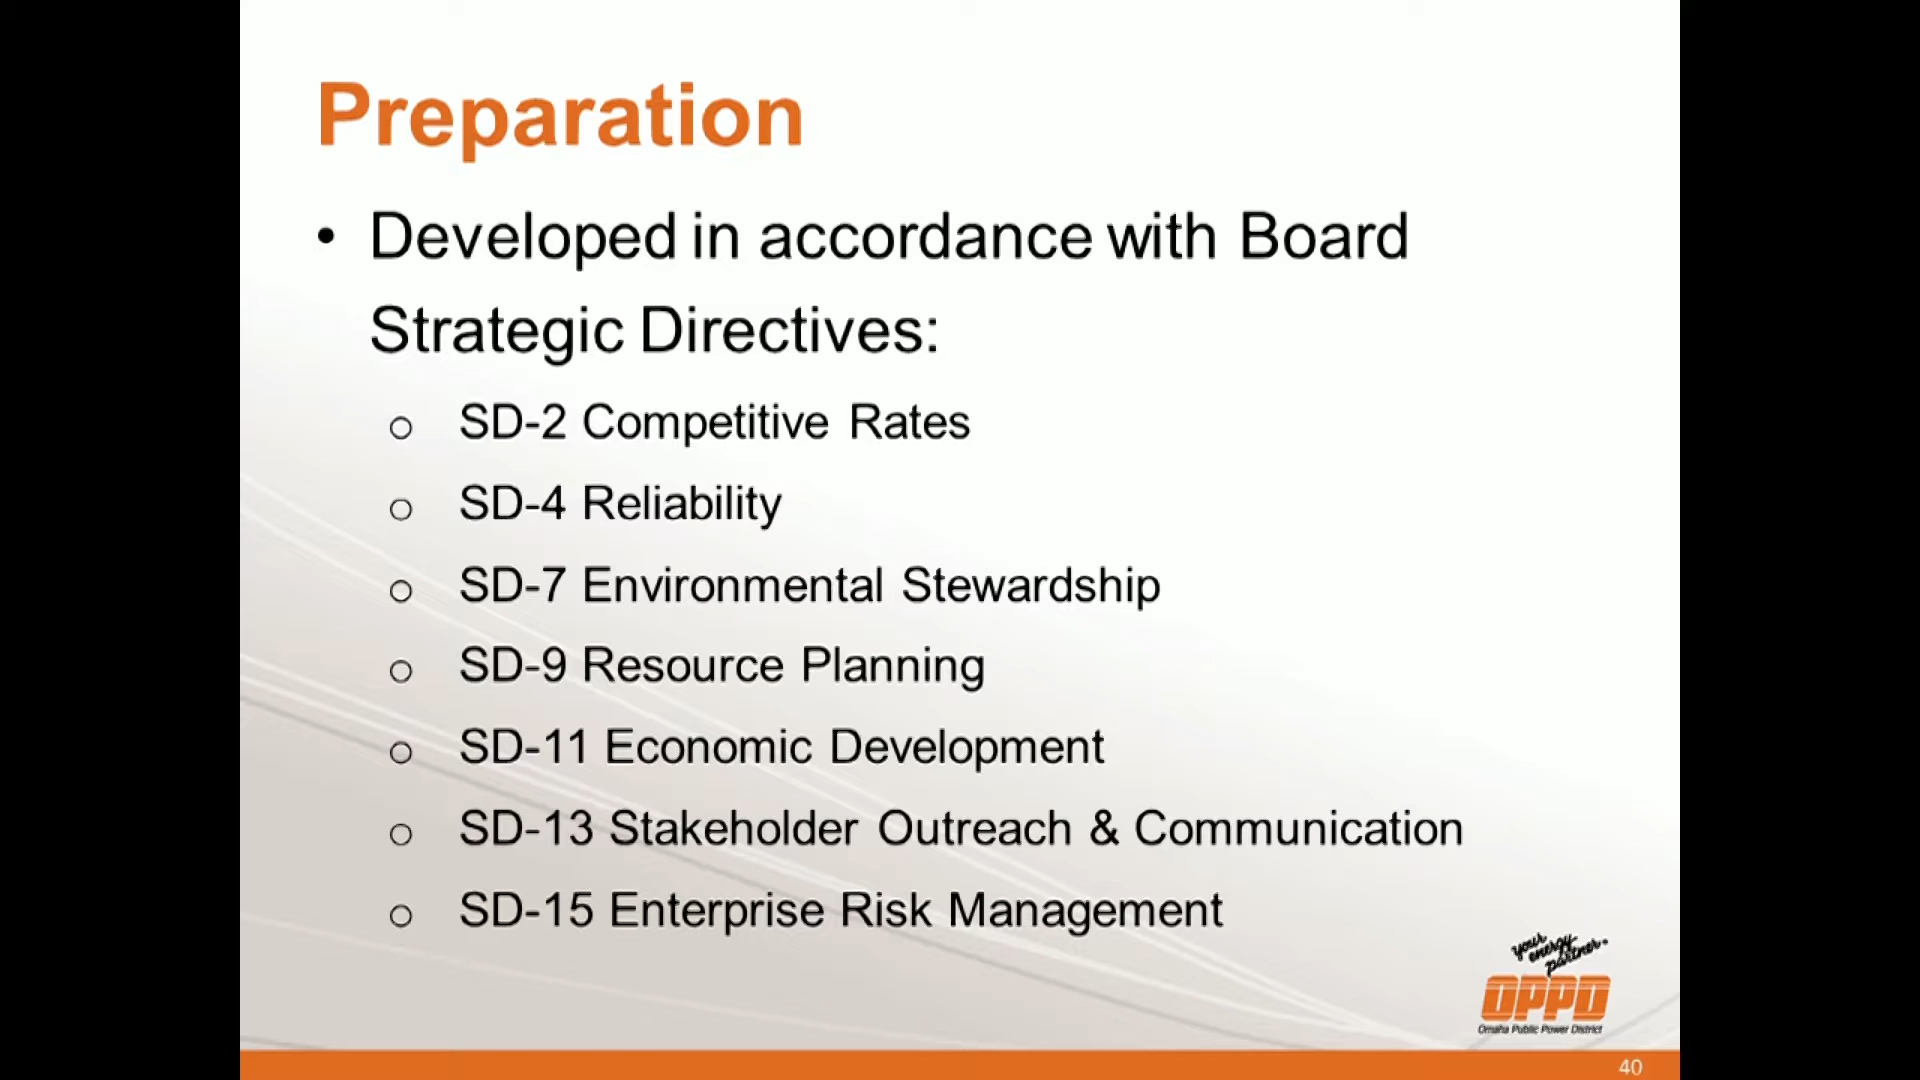 Preparation
• Developed in accordance with Board
Strategic Directives:
o SD-2 Competitive Rates
o SD-4 Reliability
o SD-7 Environmental Stewardship
o SD-9 Resource Planning
o SD-11 Economic Development
o SD-13 Stakeholder Outreach & Communication
o SD-15 Enterprise Risk Management
your
energy
partner
OPPD
Omaha Public Power District
40